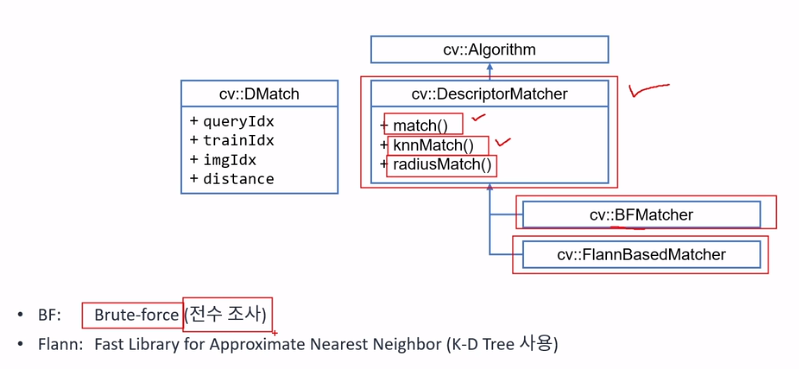 cv::Algorithm
cv::DMatch
+ queryIdx
+ trainIdx
+ imgIdx
+ distance
cv::DescriptorMatcher
+ match()
+ knnMatch()
+ radiusMatch()
cv::BFMatcher
cv::FlannBasedMatcher
• BF: Brute-force (전수 조사)
• Flann: Fast Library for Approximate Nearest Neighbor (K-D Tree 사용)